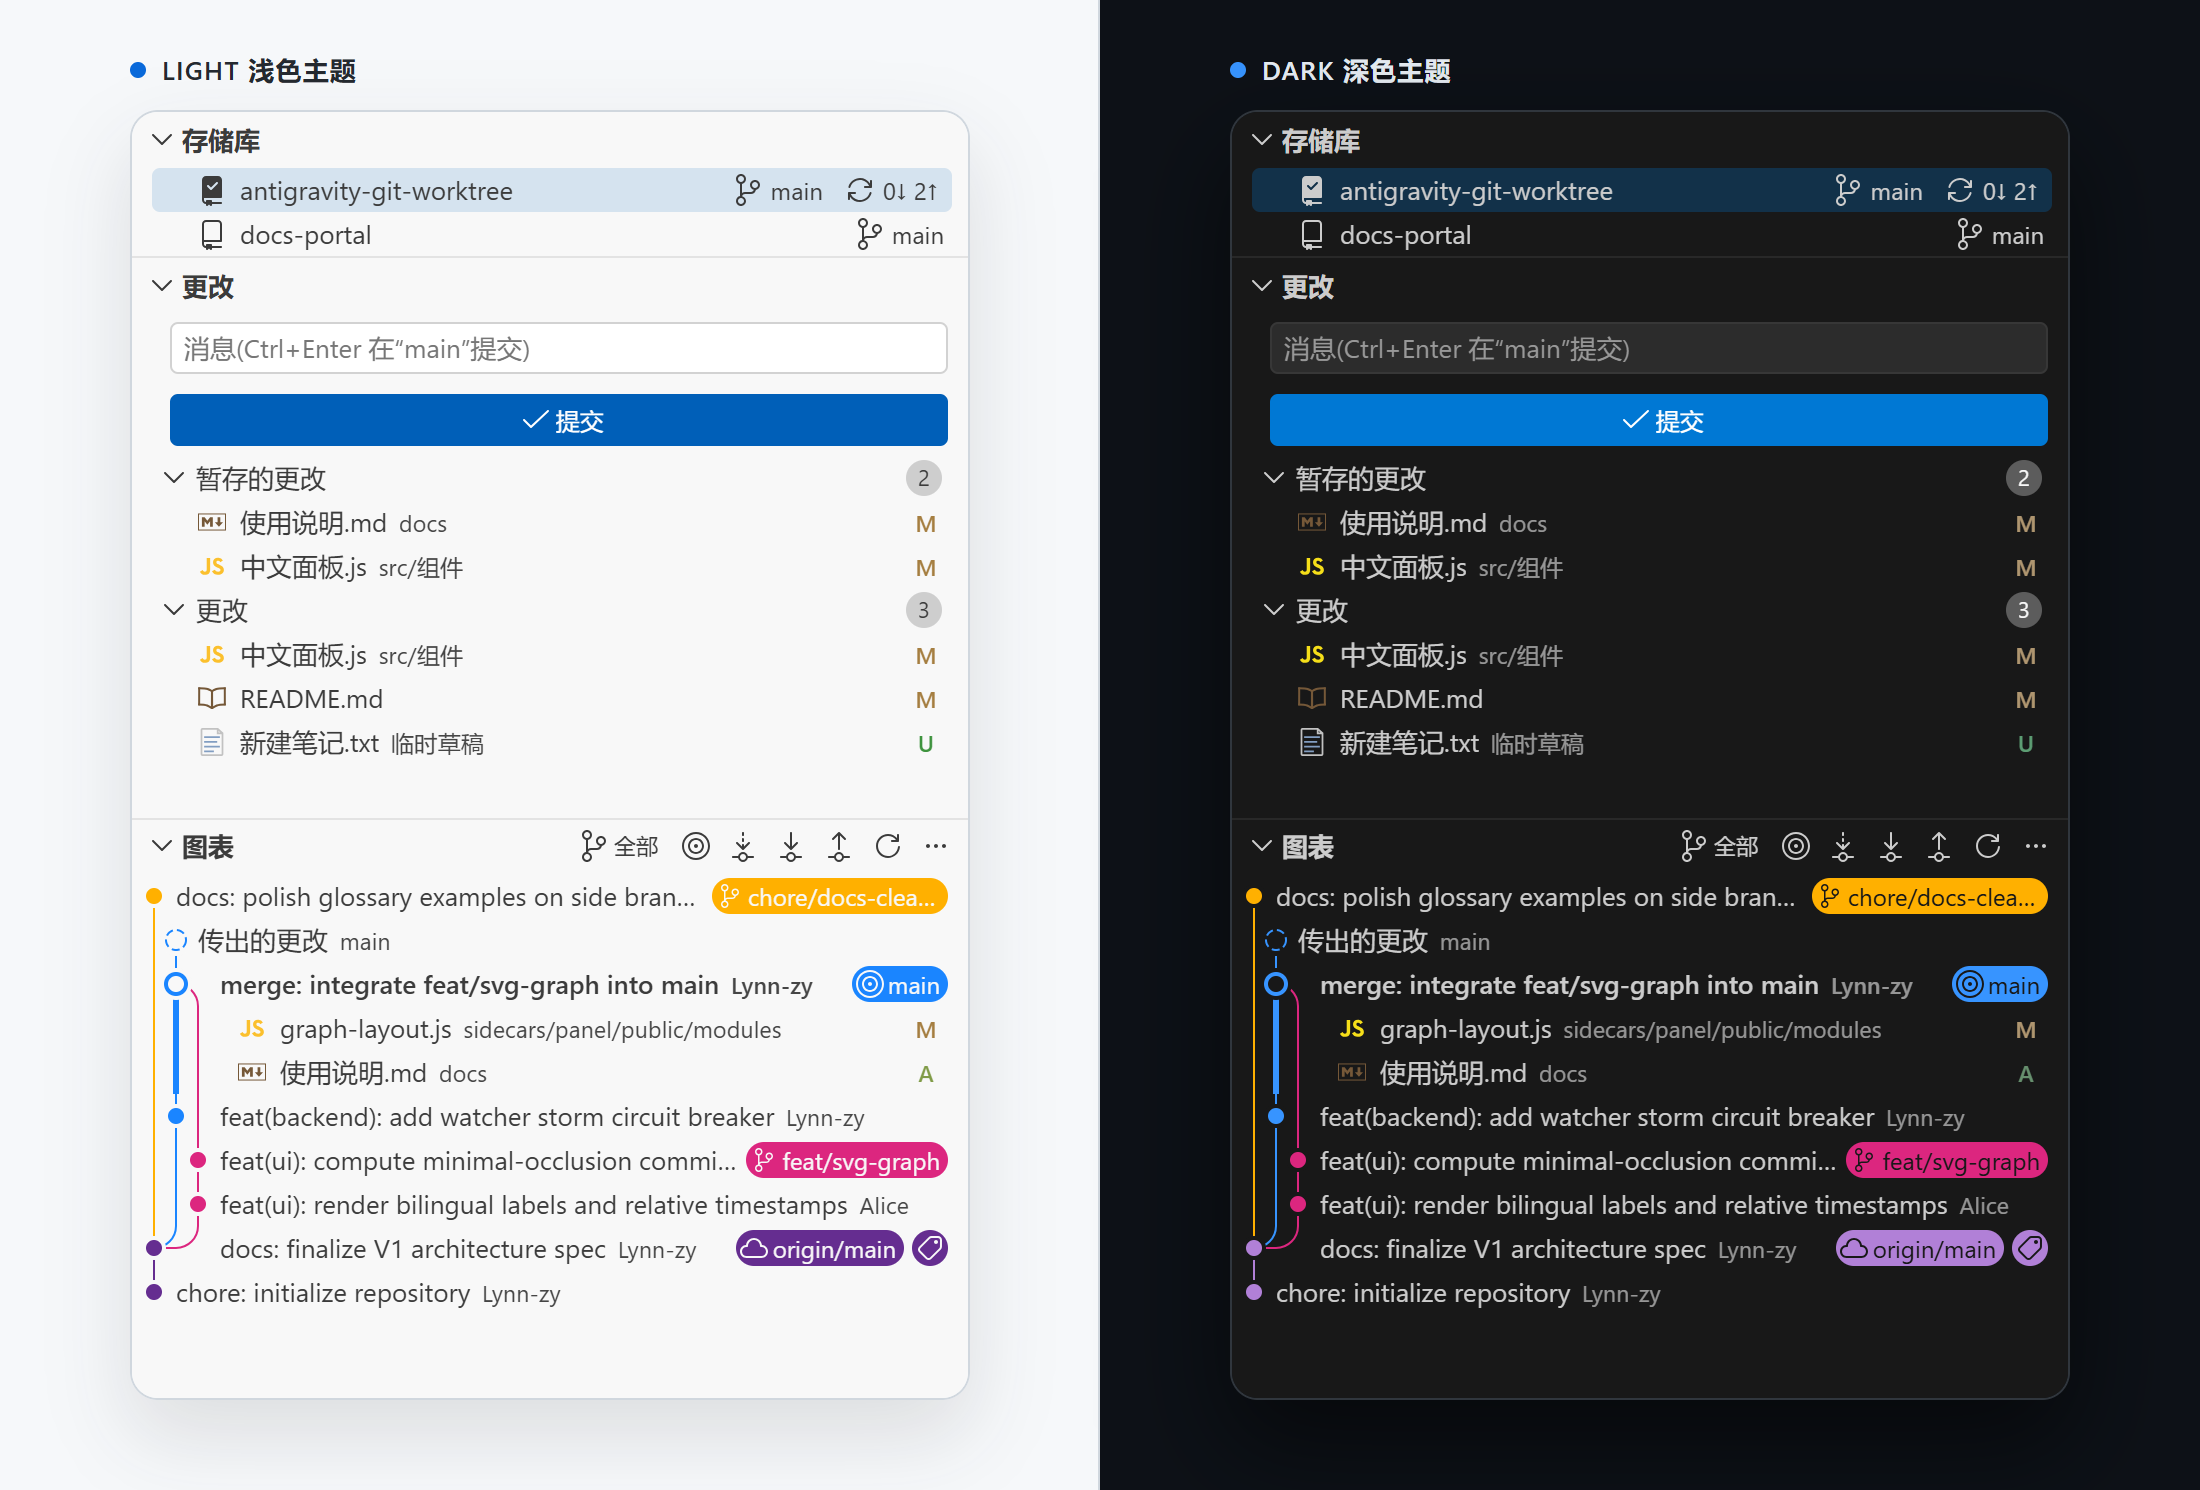 LIGHT 浅色主题
存储库
antigravity-git-worktree main 0↓ 2↑
docs-portal main
更改
消息(Ctrl+Enter 在“main”提交)
提交
暂存的更改 2
使用说明.md docs M
JS 中文面板.js src/组件 M
更改 3
JS 中文面板.js src/组件 M
README.md M
新建笔记.txt 临时草稿 U
图表 全部 ···
docs: polish glossary examples on side bran... chore/docs-clea...
传出的更改 main
merge: integrate feat/svg-graph into main Lynn-zy main
JS graph-layout.js sidecars/panel/public/modules M
使用说明.md docs A
feat(backend): add watcher storm circuit breaker Lynn-zy
feat(ui): compute minimal-occlusion commi... feat/svg-graph
feat(ui): render bilingual labels and relative timestamps Alice
docs: finalize V1 architecture spec Lynn-zy origin/main
chore: initialize repository Lynn-zy
DARK 深色主题
存储库
antigravity-git-worktree main 0↓ 2↑
docs-portal main
更改
消息(Ctrl+Enter 在“main”提交)
提交
暂存的更改 2
使用说明.md docs M
JS 中文面板.js src/组件 M
更改 3
JS 中文面板.js src/组件 M
README.md M
新建笔记.txt 临时草稿 U
图表 全部 ···
docs: polish glossary examples on side bran... chore/docs-clea...
传出的更改 main
merge: integrate feat/svg-graph into main Lynn-zy main
JS graph-layout.js sidecars/panel/public/modules M
使用说明.md docs A
feat(backend): add watcher storm circuit breaker Lynn-zy
feat(ui): compute minimal-occlusion commi... feat/svg-graph
feat(ui): render bilingual labels and relative timestamps Alice
docs: finalize V1 architecture spec Lynn-zy origin/main
chore: initialize repository Lynn-zy